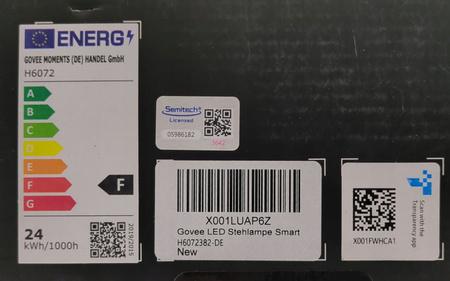 ENERG
GOVEE MOMENTS (DE) HANDEL GmbH
H6072
A
B
C
D
E
F
G
F
24
kWh/1000h
2019/2015
Semitech
Licensed
05986182
3642
X001LUAP6Z
Govee LED Stehlampe Smart
H6072382-DE
New
Scan with the
Transparency app
X001FWHCA1